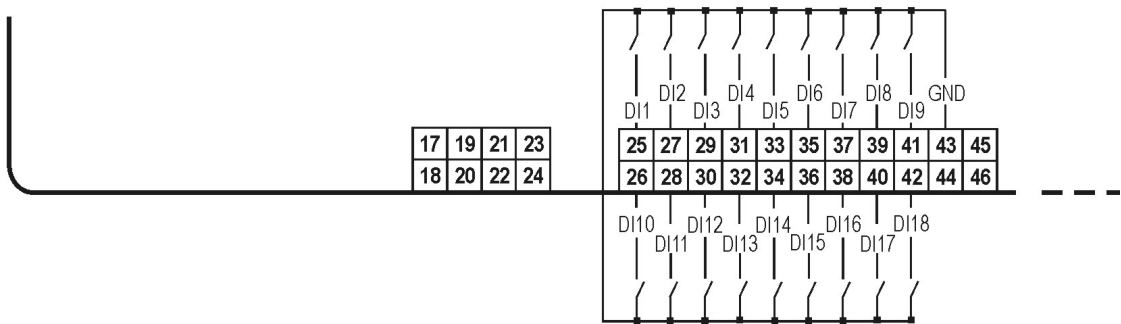 DI2 DI4 DI6 DI8 GND
DI1 DI3 DI5 DI7 DI9
17 19 21 23 25 27 29 31 33 35 37 39 41 43 45
18 20 22 24 26 28 30 32 34 36 38 40 42 44 46
DI10 DI12 DI14 DI16 DI18
DI11 DI13 DI15 DI17